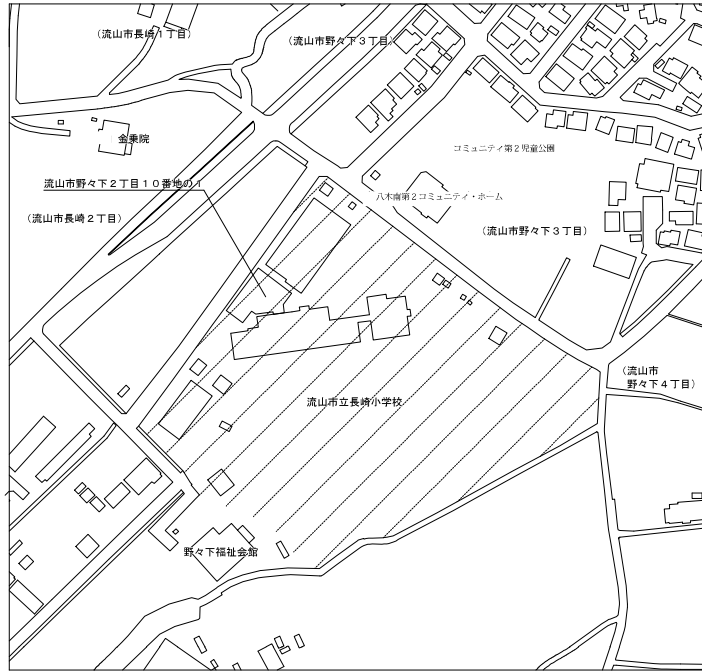 (流山市長崎1丁目)
(流山市野々下3丁目)
金乗院
コミュニティ第2児童公園
流山市野々下2丁目10番地の1
八木南第2コミュニティ・ホーム
(流山市長崎2丁目)
(流山市野々下3丁目)
(流山市
野々下4丁目)
流山市立長崎小学校
野々下福祉会館